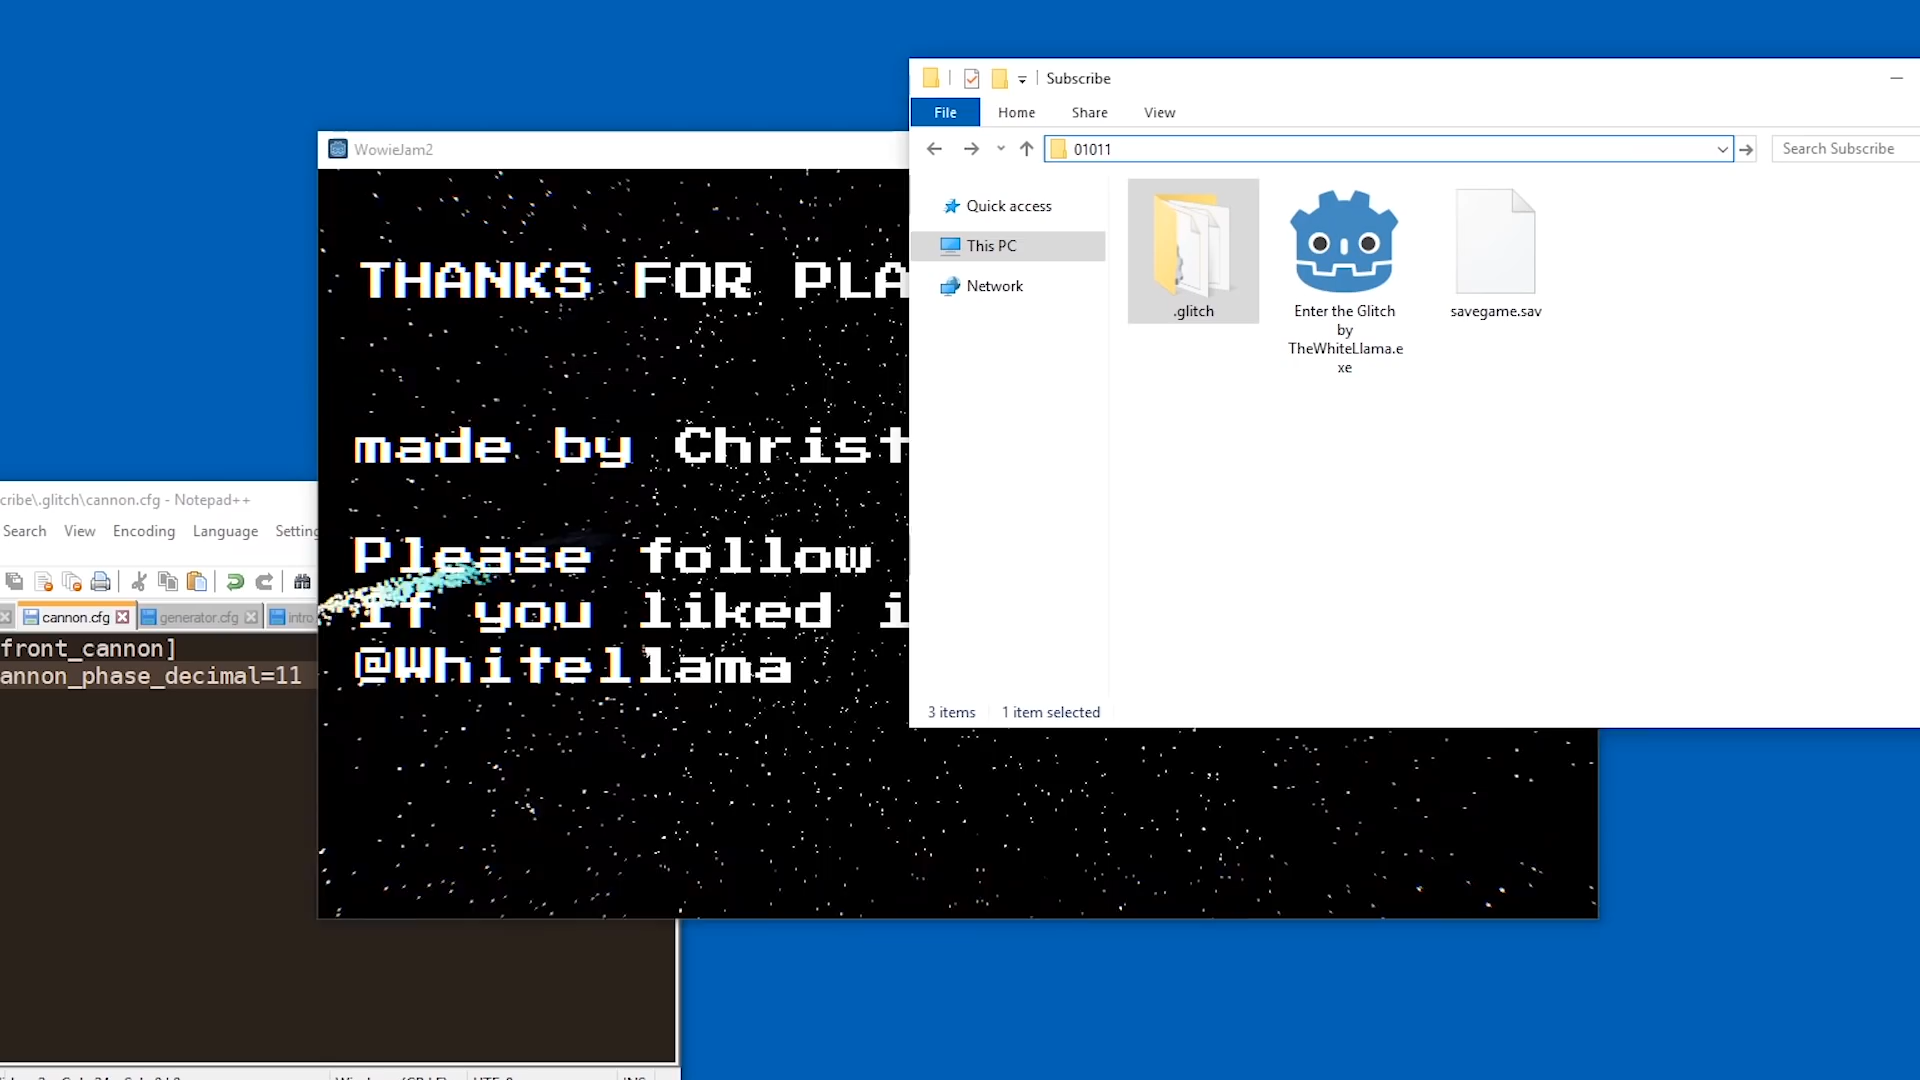 Subscribe
File Home Share View
01011
Search Subscribe
Quick access
This PC
Network
.glitch
Enter the Glitch
by
TheWhiteLlama.e
xe
savegame.sav
3 items 1 item selected
WowieJam2
THANKS FOR PLA
made by Christ
Please follow
if you liked i
@Whitellama
cribe\.glitch\cannon.cfg - Notepad++
Search View Encoding Language Setting
cannon.cfg generator.cfg intro
front_cannon]
annon_phase_decimal=11